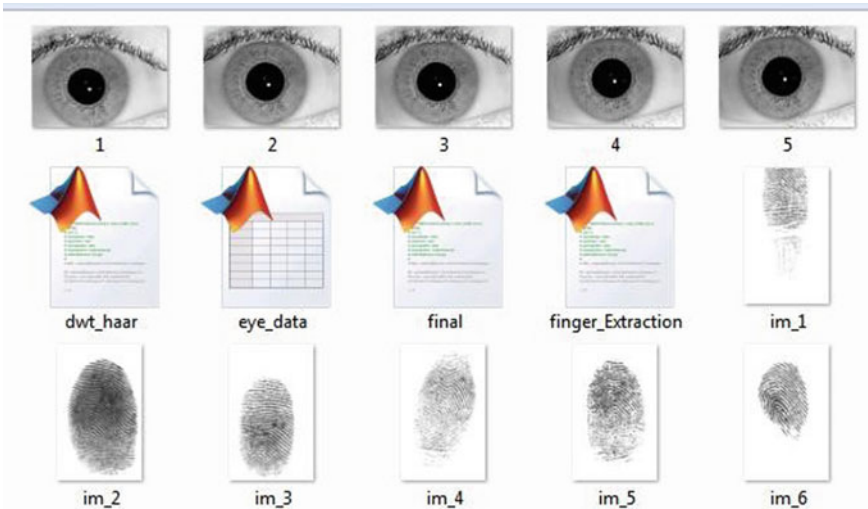 1 2 3 4 5
dwt_haar eye_data final finger_Extraction im_1
im_2 im_3 im_4 im_5 im_6